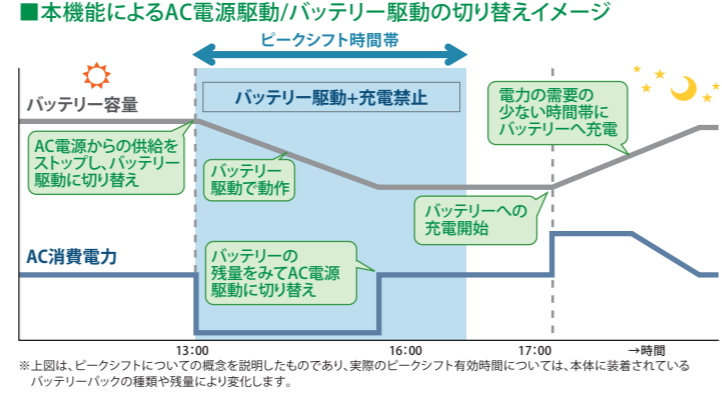 ■本機能によるAC電源駆動/バッテリー駆動の切り替えイメージ
ピークシフト時間帯
バッテリー容量
バッテリー駆動+充電禁止
電力の需要の
少ない時間帯に
バッテリーへ充電
AC電源からの供給を
ストップし、バッテリー
駆動に切り替え
バッテリー
駆動で動作
バッテリーへの
充電開始
AC消費電力
バッテリーの
残量をみてAC電源
駆動に切り替え
13:00
16:00
17:00
→時間
※上図は、ピークシフトについての概念を説明したものであり、実際のピークシフト有効時間については、本体に装着されている
バッテリーパックの種類や残量により変化します。